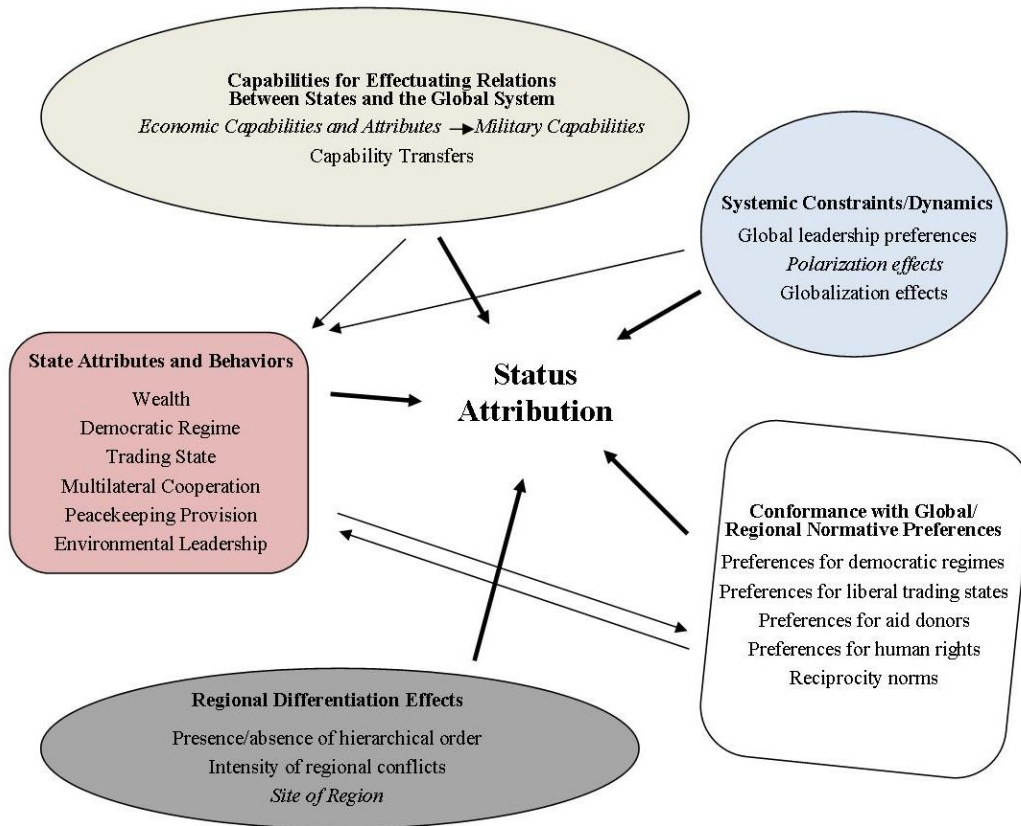 Capabilities for Effectuating Relations
Between States and the Global System
Economic Capabilities and Attributes → Military Capabilities
Capability Transfers
Systemic Constraints/Dynamics
Global leadership preferences
Polarization effects
Globalization effects
State Attributes and Behaviors
Wealth
Democratic Regime
Trading State
Multilateral Cooperation
Peacekeeping Provision
Environmental Leadership
Status
Attribution
Conformance with Global/
Regional Normative Preferences
Preferences for democratic regimes
Preferences for liberal trading states
Preferences for aid donors
Preferences for human rights
Reciprocity norms
Regional Differentiation Effects
Presence/absence of hierarchical order
Intensity of regional conflicts
Site of Region